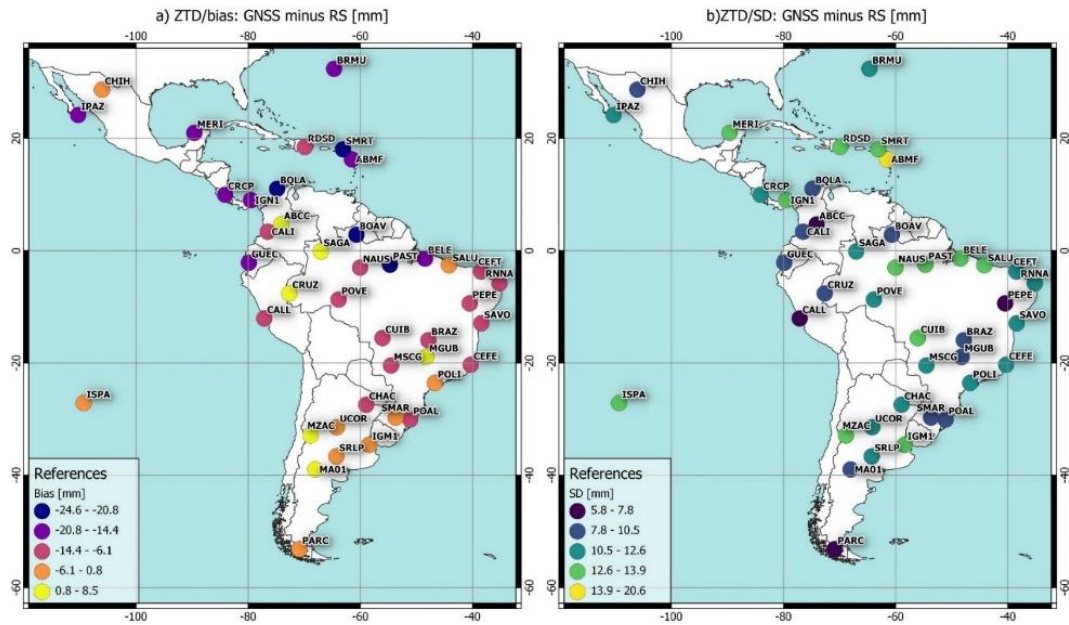 a) ZTD/bias: GNSS minus RS [mm]
-100 -80 -60 -40
BRMU
CHIH
IPAZ
MERI
20
RDSD SMRT
ABMF
CRCP BOLA
IGN1
ABCC
CALI BOAV
SAGA
0
GUEC NAUS PAST BELE
SALU CEFT
RNNA
CRUZ POVE PEPE
CALL SAVO
CUIB BRAZ
MGUB
-20
MSCG CEFE
POLI
ISPA
CHAC
SMAR
POAL
MZAC UCOR
IGM1
SRLP
MA01
-40
PARC
-60
References
Bias [mm]
-24.6 - -20.8
-20.8 - -14.4
-14.4 - -6.1
-6.1 - 0.8
0.8 - 8.5
-100 -80 -60 -40
b)ZTD/SD: GNSS minus RS [mm]
-100 -80 -60 -40
BRMU
CHIH
IPAZ
MERI
20
RDSD SMRT
ABMF
CRCP BOLA
IGN1
ABCC
CALI BOAV
SAGA
0
GUEC NAUS PAST BELE
SALU CEFT
RNNA
CRUZ POVE PEPE
CALL SAVO
CUIB BRAZ
MGUB
-20
MSCG CEFE
POLI
ISPA
CHAC
SMAR
POAL
MZAC UCOR
IGM1
SRLP
MA01
-40
PARC
-60
References
SD [mm]
5.8 - 7.8
7.8 - 10.5
10.5 - 12.6
12.6 - 13.9
13.9 - 20.6
-100 -80 -60 -40